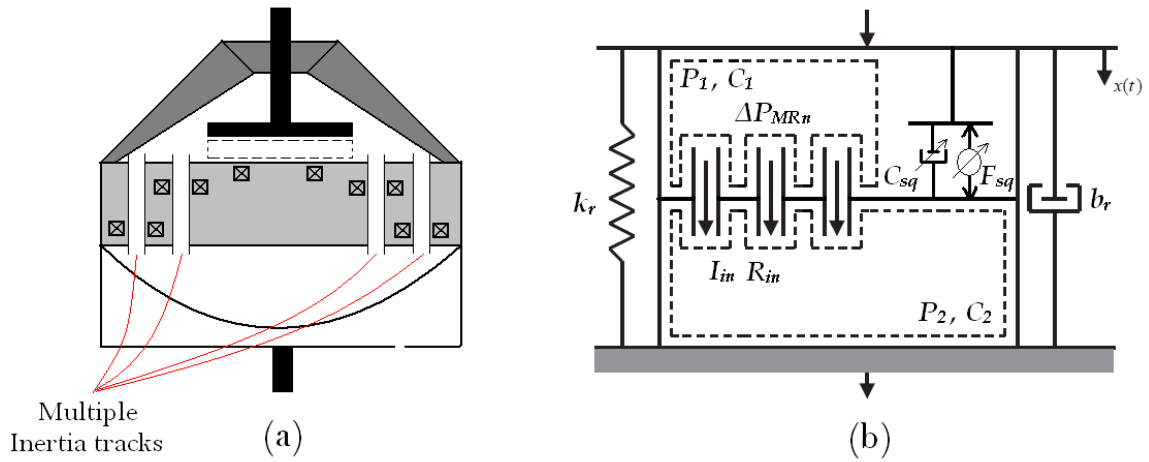 Multiple
Inertia tracks
(a)
P1, C1
x(t)
ΔPMRn
Csq
Fsq
kr
br
Iin Rin
P2, C2
(b)